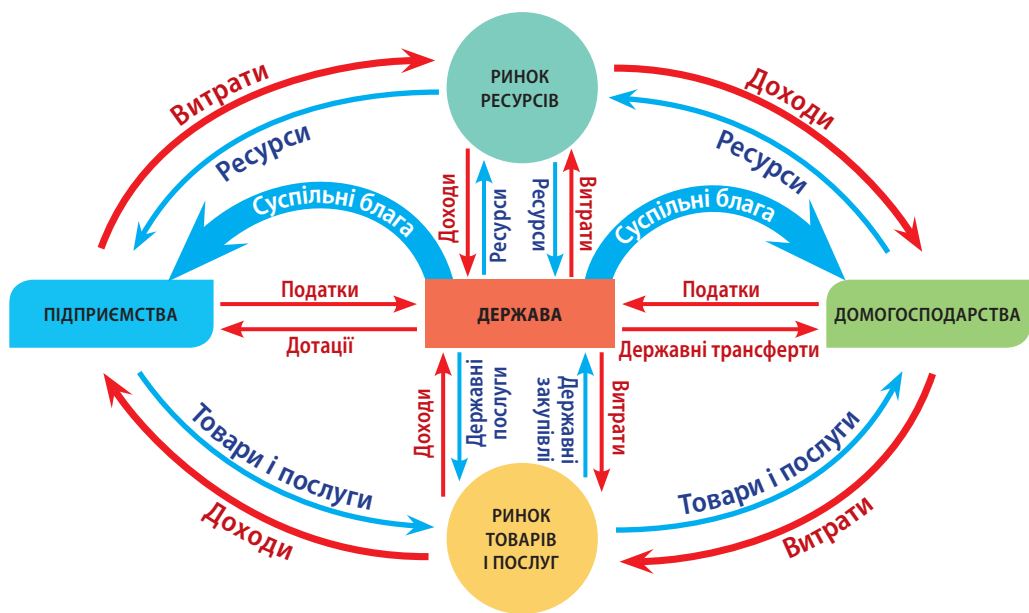 РИНОК
РЕСУРСІВ
Витрати
Ресурси
Доходи
Ресурси
Суспільні блага
Доходи
Ресурси
Ресурси
Витрати
Суспільні блага
ПІДПРИЄМСТВА
Податки
Дотації
ДЕРЖАВА
Податки
Державні трансферти
ДОМОГОСПОДАРСТВА
Доходи
Державні
послуги
Державні
закупівлі
Витрати
Товари і послуги
Доходи
Товари і послуги
Витрати
РИНОК
ТОВАРІВ
І ПОСЛУГ